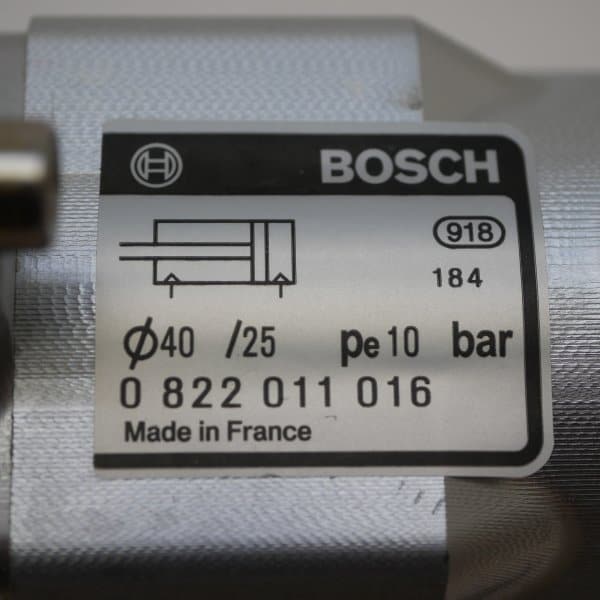 BOSCH
918
184
ϕ40 /25 pe 10 bar
0 822 011 016
Made in France